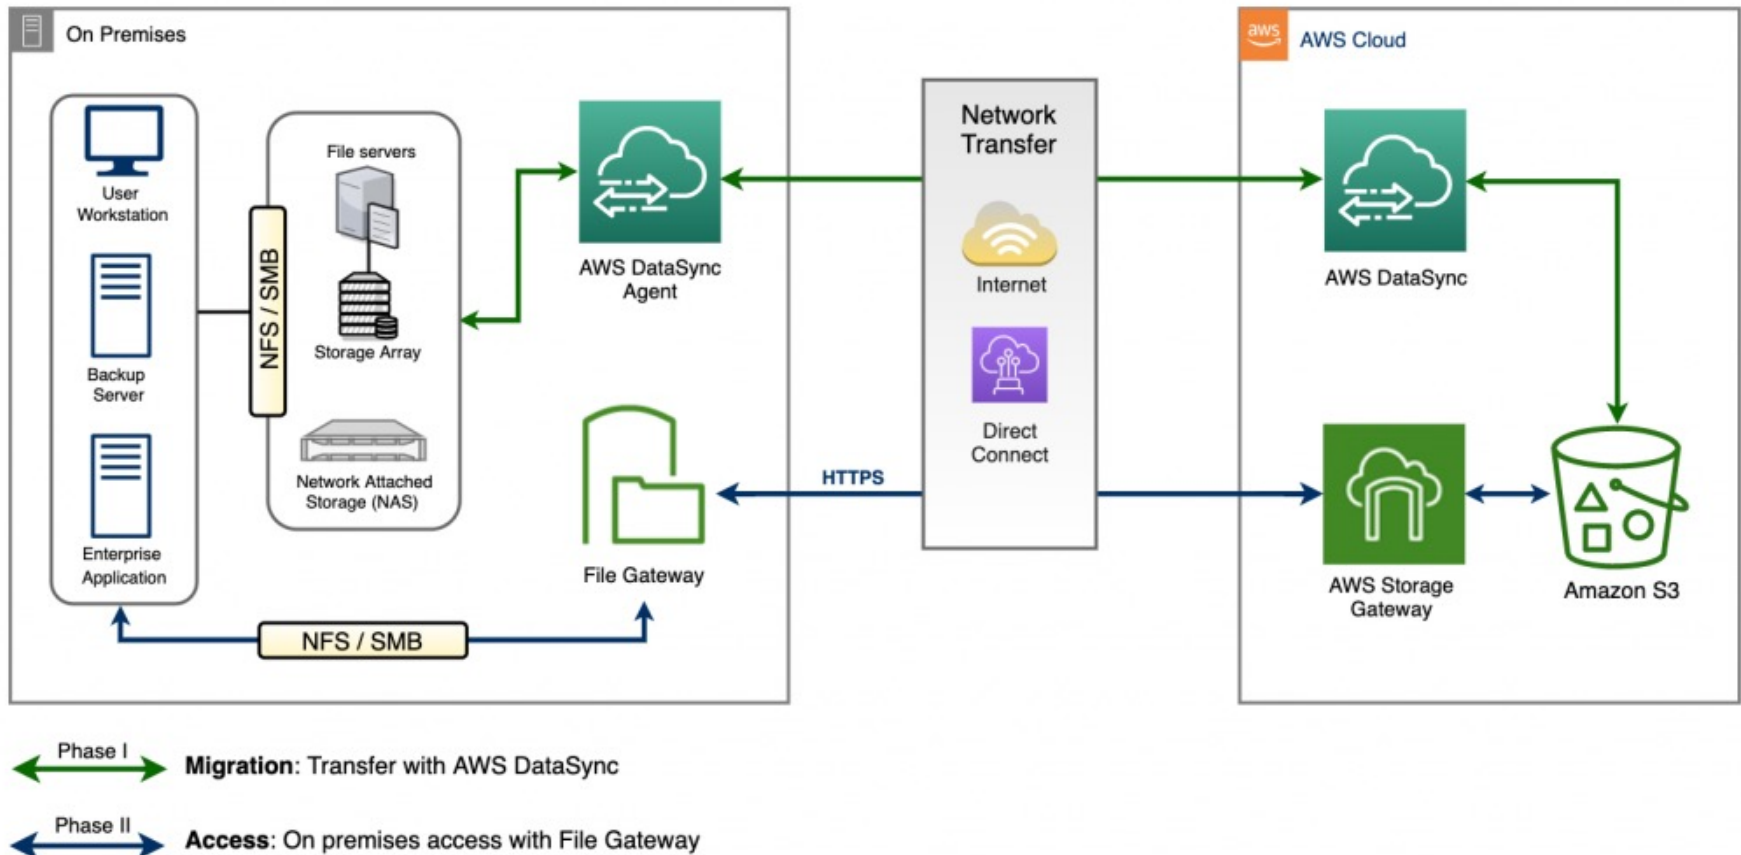 On Premises
User
Workstation
Backup
Server
Enterprise
Application
NFS / SMB
File servers
Storage Array
Network Attached
Storage (NAS)
AWS DataSync
Agent
File Gateway
NFS / SMB
HTTPS
Network
Transfer
Internet
Direct
Connect
aws
AWS Cloud
AWS DataSync
AWS Storage
Gateway
Amazon S3
Phase I
Migration: Transfer with AWS DataSync
Phase II
Access: On premises access with File Gateway